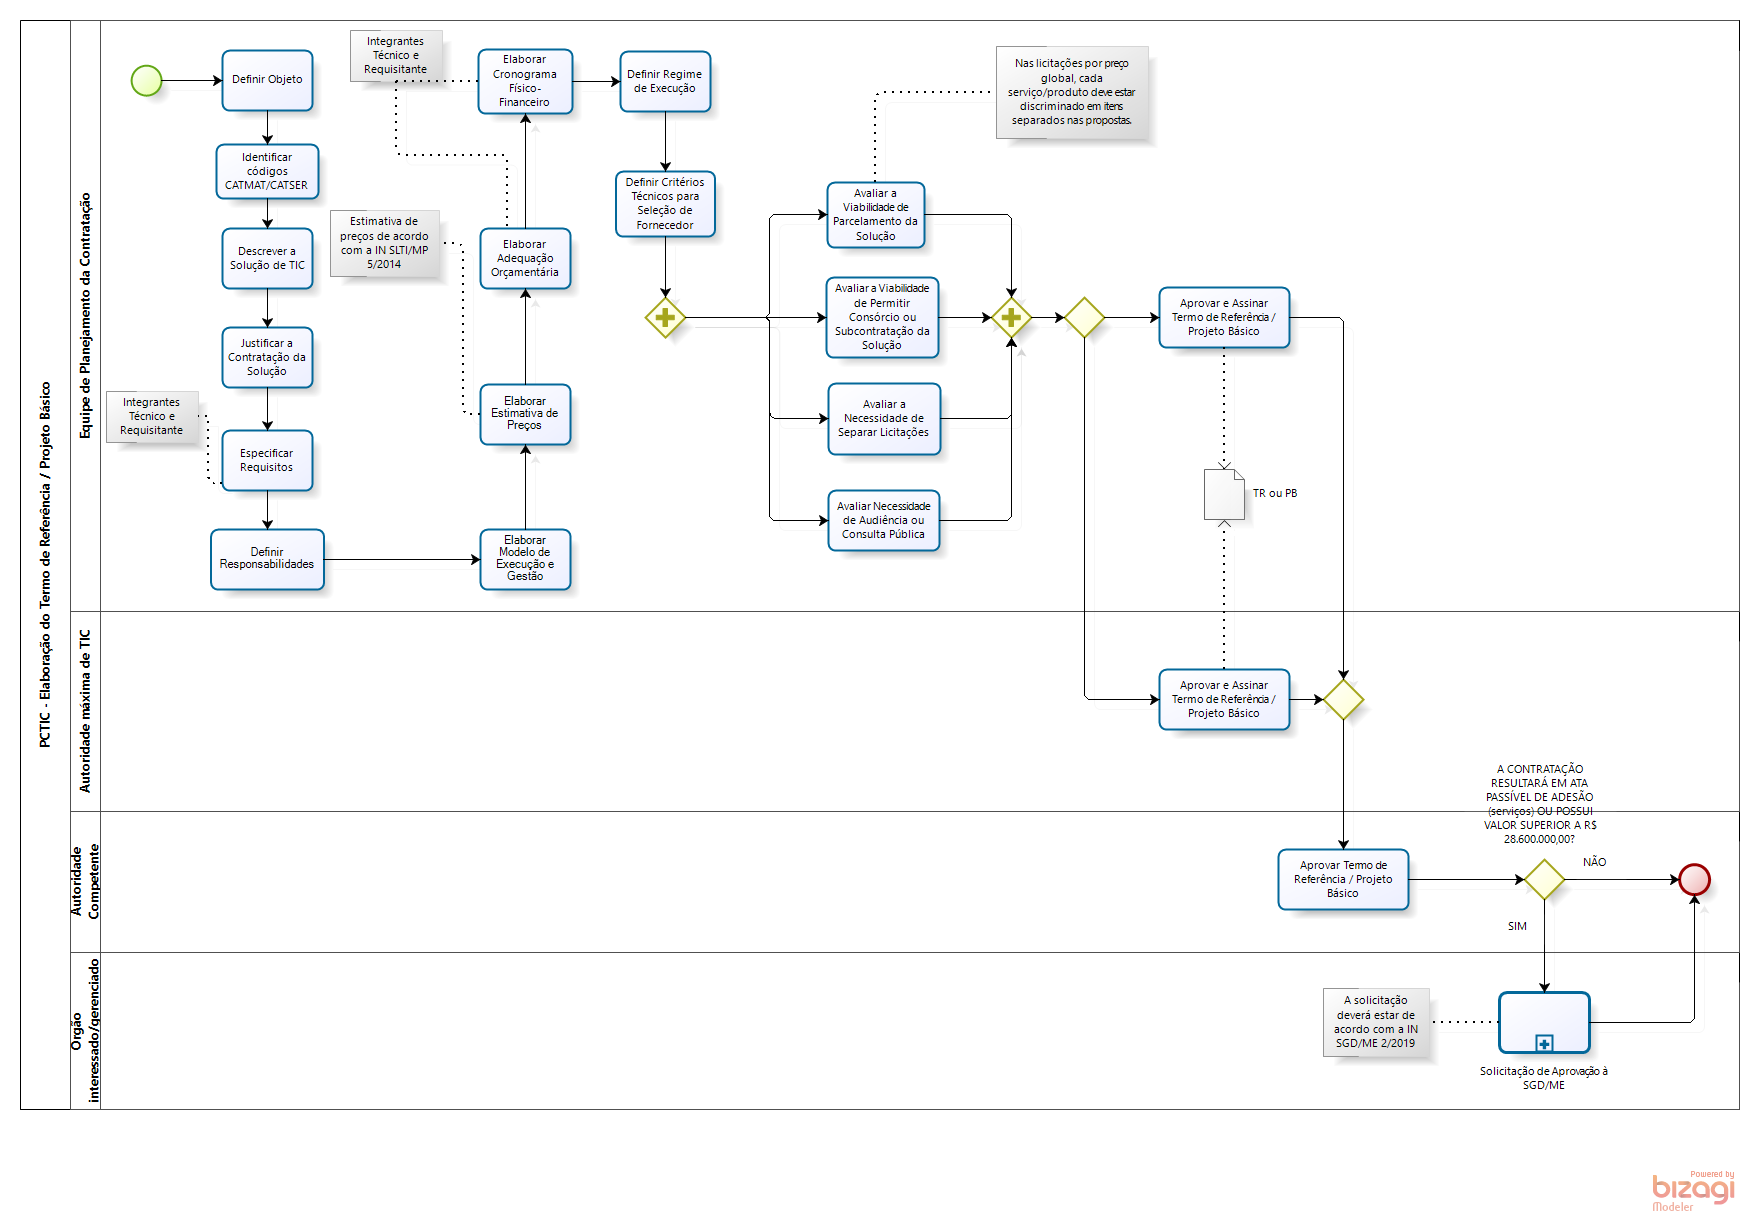 PCTIC - Elaboração do Termo de Referência / Projeto Básico
Equipe de Planejamento da Contratação
Definir Objeto
Identificar
códigos
CATMAT/CATSER
Descrever a
Solução de TIC
Justificar a
Contratação da
Solução
Integrantes
Técnico e
Requisitante
Especificar
Requisitos
Definir
Responsabilidades
Integrantes
Técnico e
Requisitante
Elaborar
Cronograma
Físico-
Financeiro
Estimativa de
preços de acordo
com a IN SLTI/MP
5/2014
Elaborar
Adequação
Orçamentária
Elaborar
Estimativa de
Preços
Elaborar
Modelo de
Execução e
Gestão
Definir Regime
de Execução
Definir Critérios
Técnicos para
Seleção de
Fornecedor
Nas licitações por preço
global, cada
serviço/produto deve estar
discriminado em itens
separados nas propostas.
Avaliar a
Viabilidade de
Parcelamento da
Solução
Avaliar a Viabilidade
de Permitir
Consórcio ou
Subcontratação da
Solução
Avaliar a
Necessidade de
Separar Licitações
Avaliar Necessidade
de Audiência ou
Consulta Pública
Aprovar e Assinar
Termo de Referência /
Projeto Básico
TR ou PB
Autoridade máxima de TIC
Aprovar e Assinar
Termo de Referência /
Projeto Básico
Autoridade
Competente
Aprovar Termo de
Referência / Projeto
Básico
A CONTRATAÇÃO
RESULTARÁ EM ATA
PASSÍVEL DE ADESÃO
(serviços) OU POSSUI
VALOR SUPERIOR A R$
28.600.000,00?
NÃO
SIM
Orgão
interessado/gerenciado
A solicitação
deverá estar de
acordo com a IN
SGD/ME 2/2019
Solicitação de Aprovação à
SGD/ME
Powered by
bizagi
Modeler